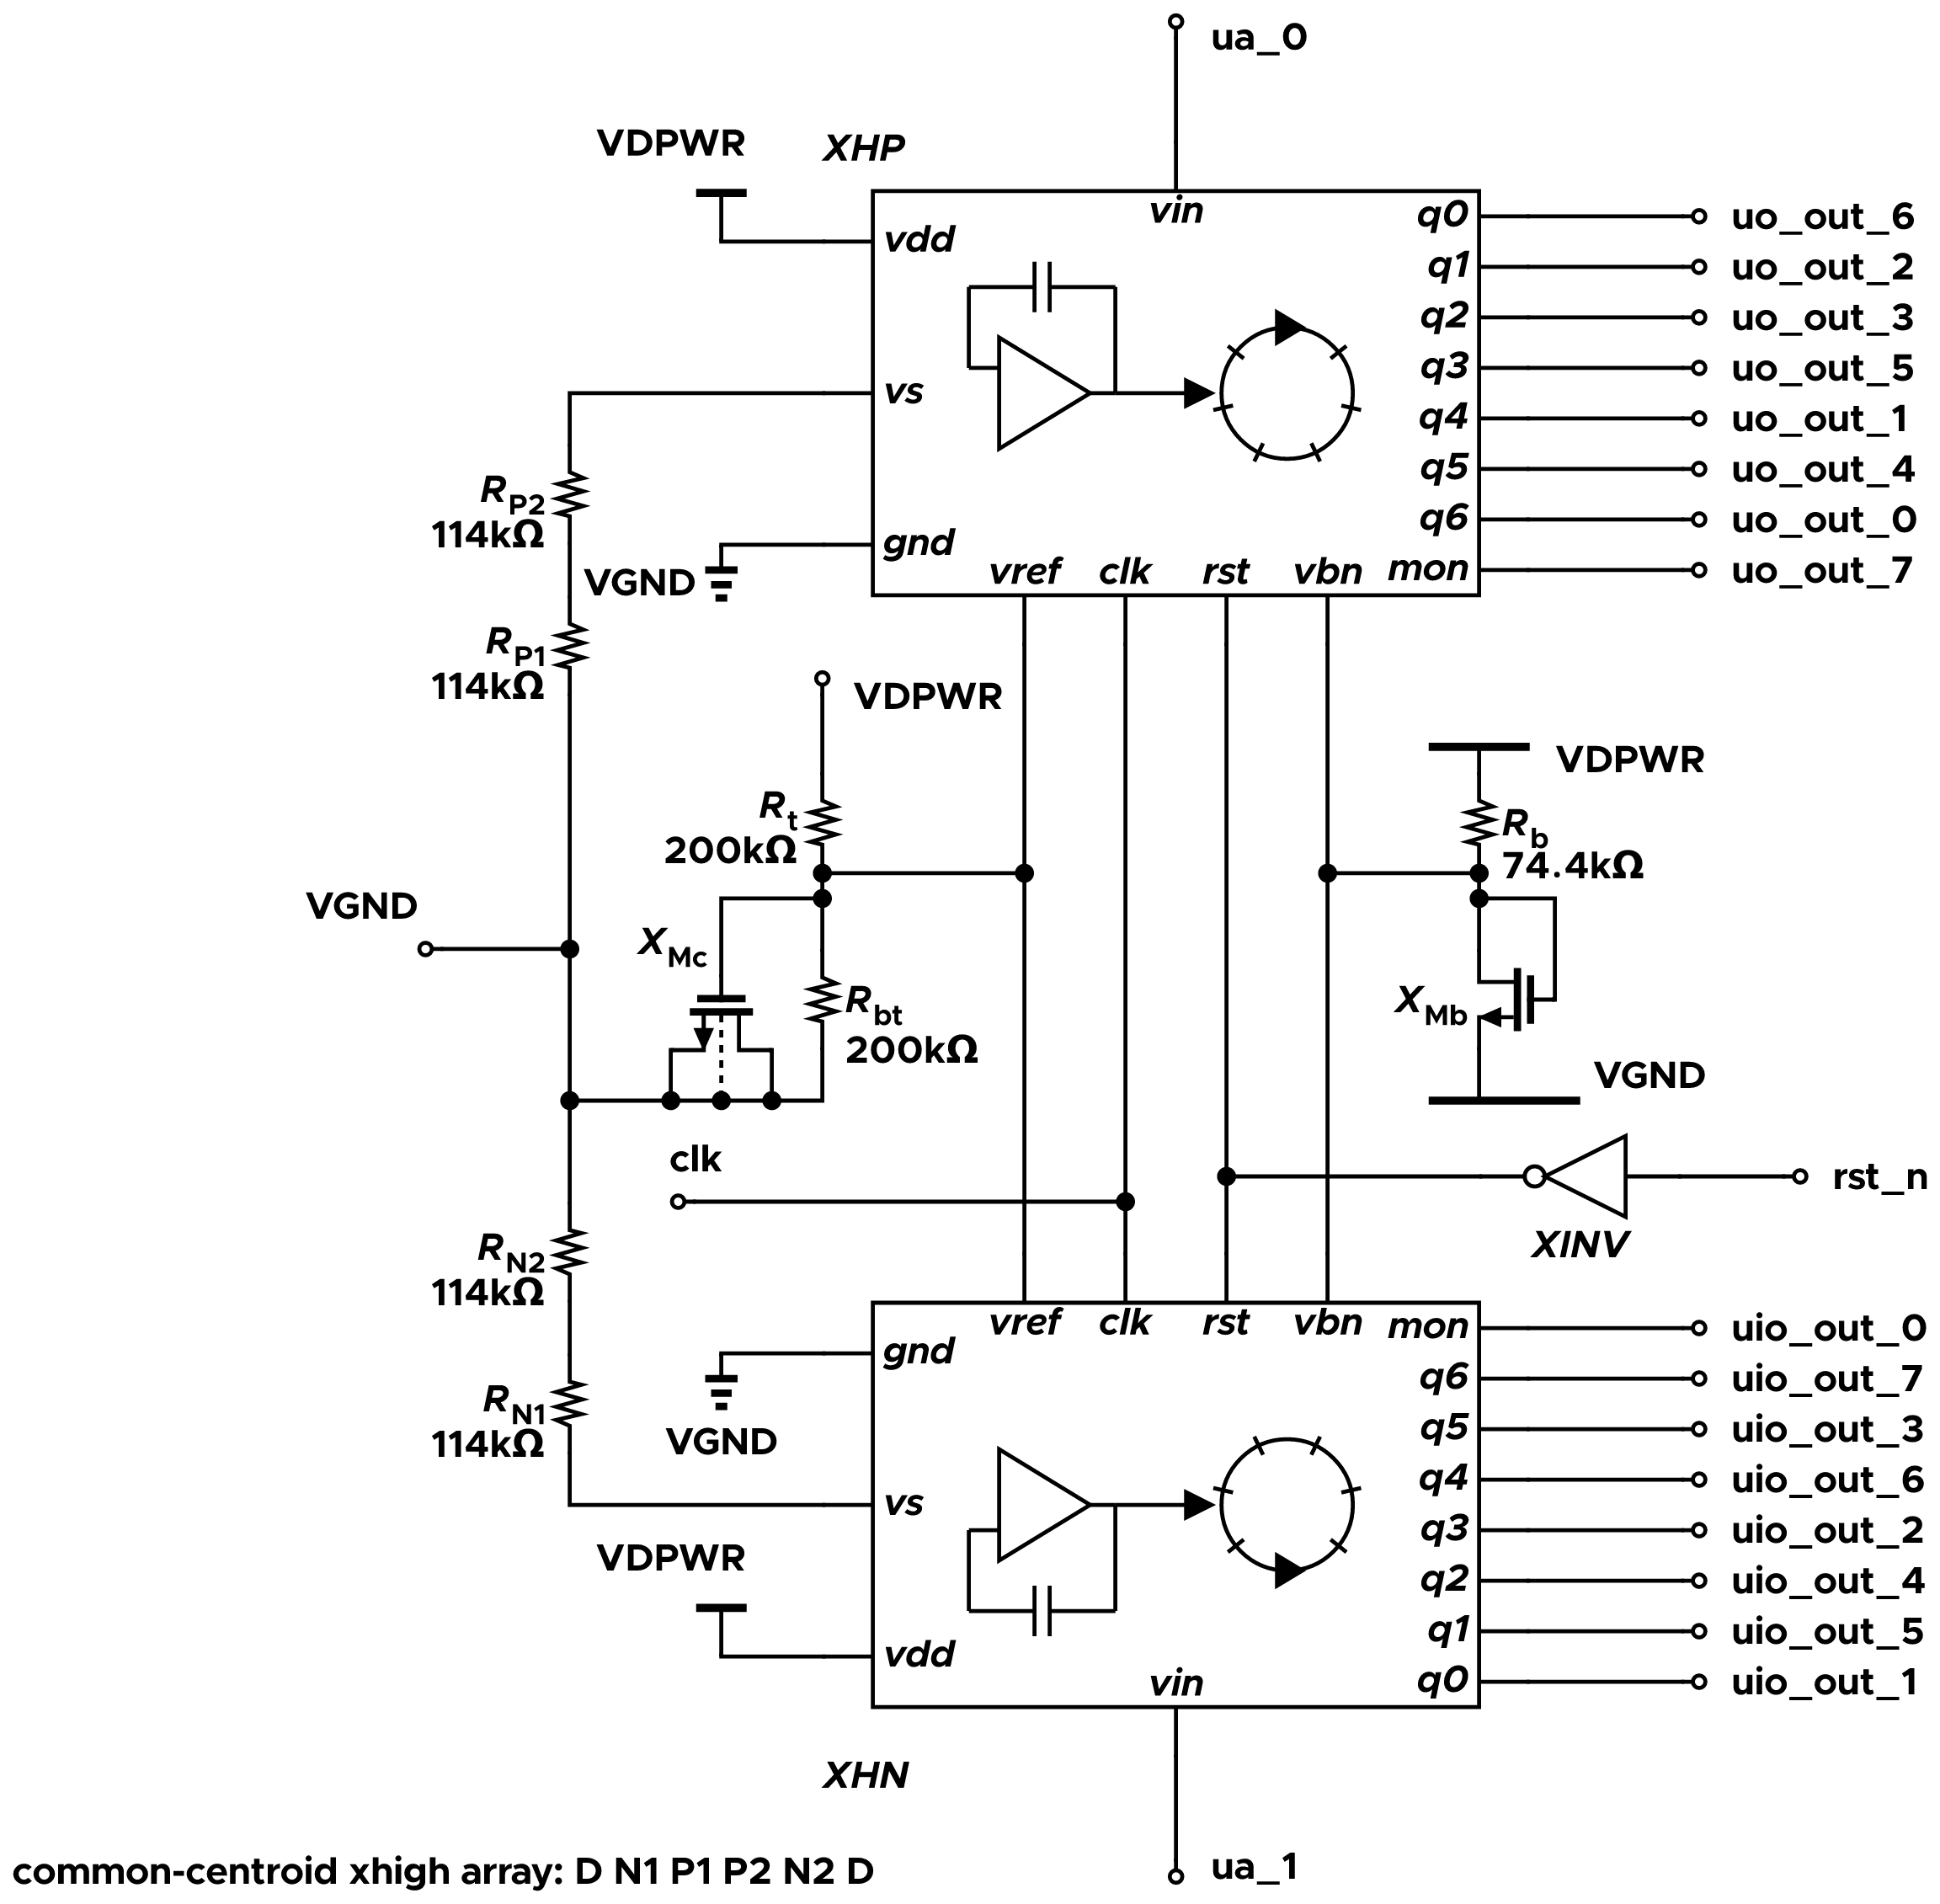 ua_0
VDPWR
XHP
vin
q0
uo_out_6
vdd
q1
uo_out_2
q2
uo_out_3
q3
uo_out_5
vs
q4
uo_out_1
q5
uo_out_4
RP2
114kΩ
q6
uo_out_0
gnd
VGND
vref
clk
rst
vbn
mon
uo_out_7
RP1
114kΩ
VDPWR
VDPWR
Rt
200kΩ
Rb
74.4kΩ
VGND
XMc
Rbt
200kΩ
XMb
VGND
clk
rst_n
XINV
RN2
114kΩ
vref
clk
rst
vbn
mon
uio_out_0
gnd
q6
uio_out_7
RN1
114kΩ
VGND
q5
uio_out_3
q4
uio_out_6
vs
q3
uio_out_2
VDPWR
q2
uio_out_4
q1
uio_out_5
vdd
vin
q0
uio_out_1
XHN
common-centroid xhigh array: D N1 P1 P2 N2 D
ua_1